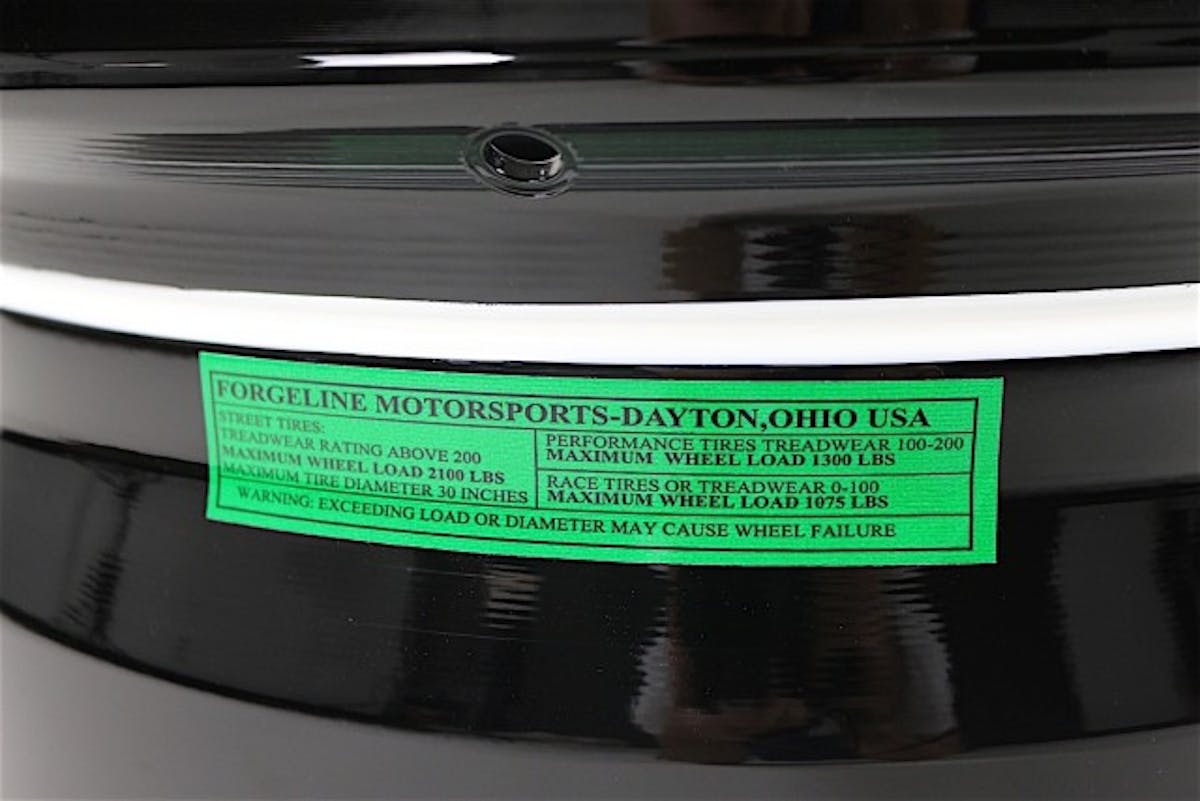 FORGELINE MOTORSPORTS-DAYTON,OHIO USA
STREET TIRES:
TREADWEAR RATING ABOVE 200
MAXIMUM WHEEL LOAD 2100 LBS
MAXIMUM TIRE DIAMETER 30 INCHES
PERFORMANCE TIRES TREADWEAR 100-200
MAXIMUM WHEEL LOAD 1300 LBS
RACE TIRES OR TREADWEAR 0-100
MAXIMUM WHEEL LOAD 1075 LBS
WARNING: EXCEEDING LOAD OR DIAMETER MAY CAUSE WHEEL FAILURE